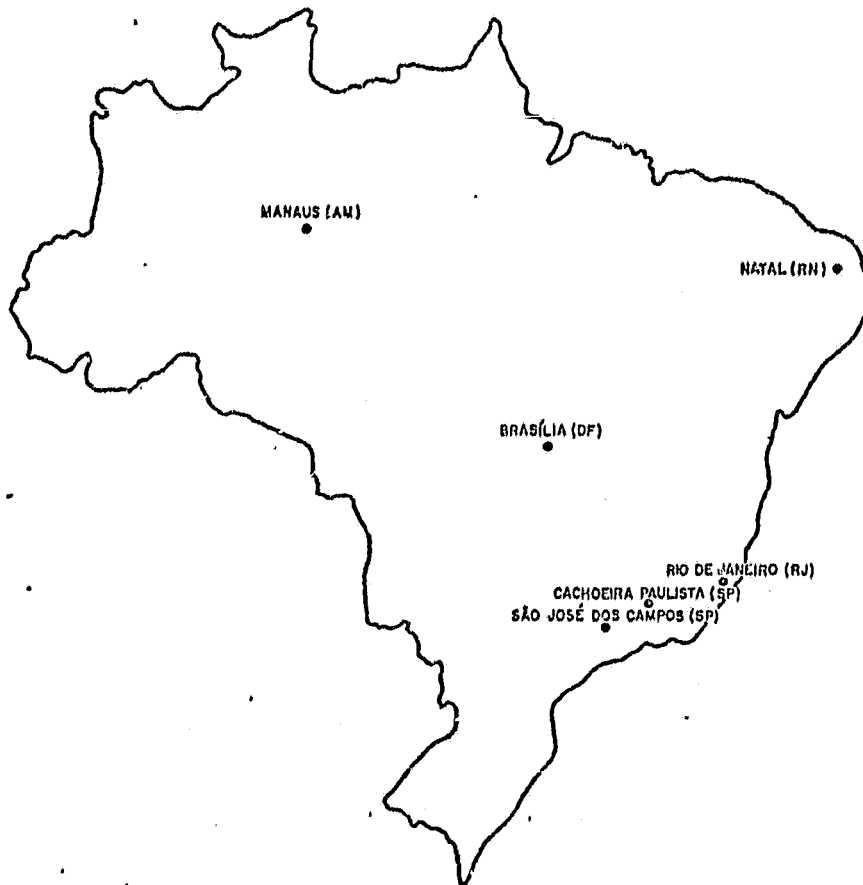 MANAUS (AM)
NATAL (RN)
BRASÍLIA (DF)
RIO DE JANEIRO (RJ)
CACHOEIRA PAULISTA (SP)
SÃO JOSÉ DOS CAMPOS (SP)